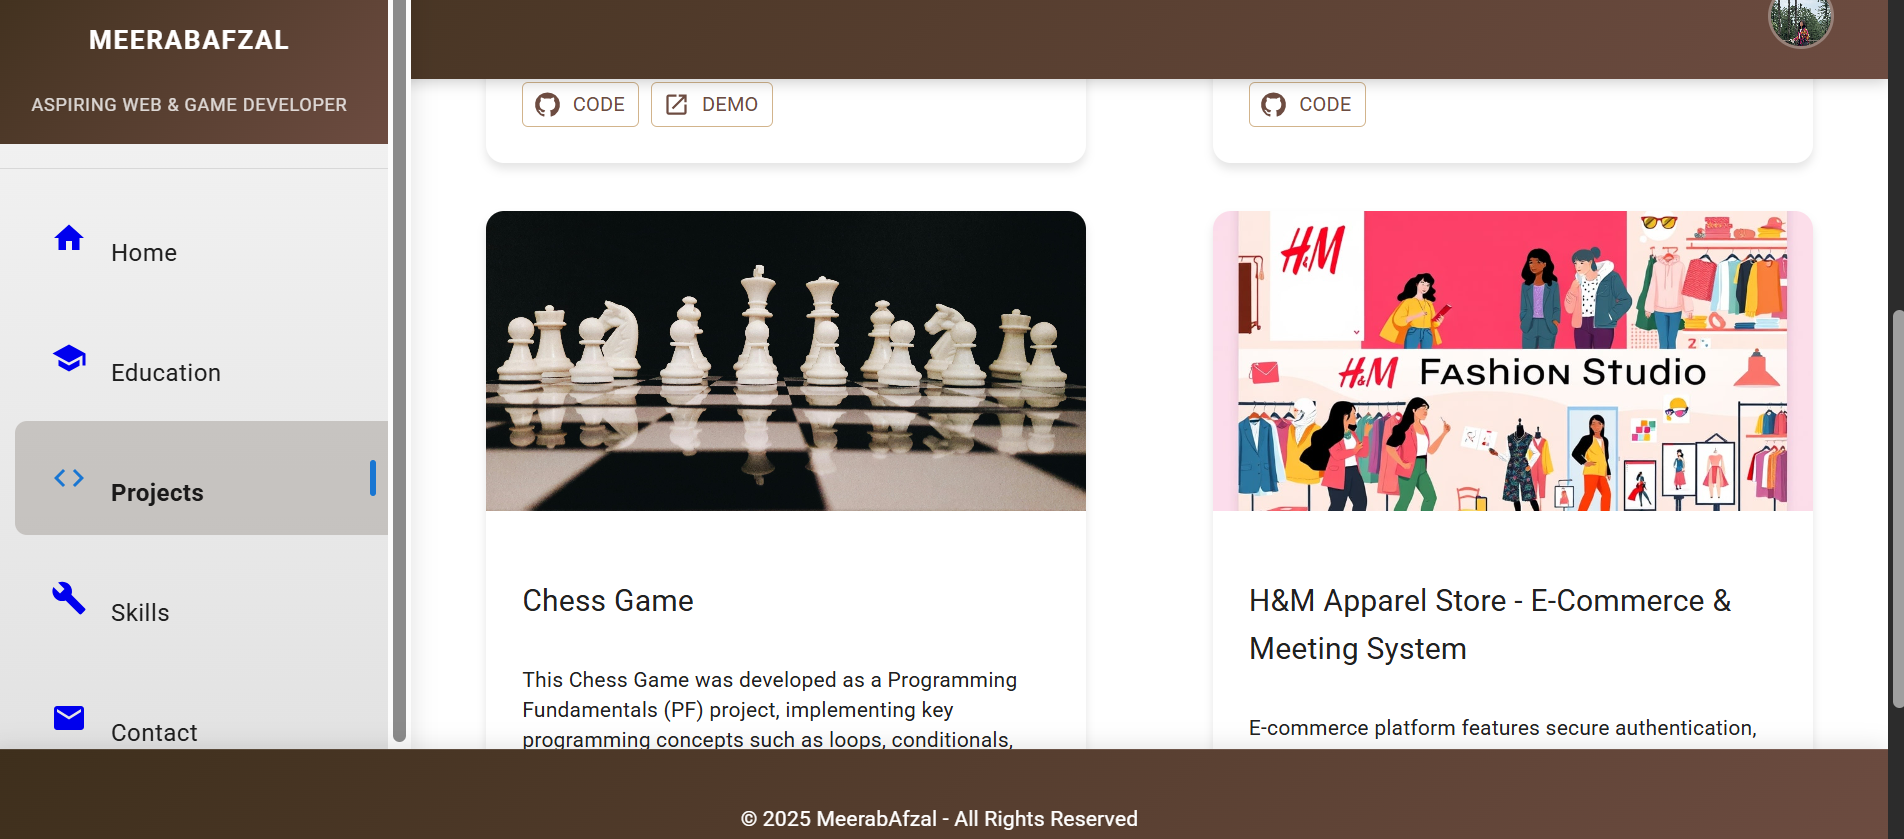 MEERABAFZAL
ASPIRING WEB & GAME DEVELOPER
Home
Education
Projects
Skills
Contact
CODE
DEMO
CODE
H&M
H&M Fashion Studio
Chess Game
This Chess Game was developed as a Programming
Fundamentals (PF) project, implementing key
programming concepts such as loops, conditionals,
H&M Apparel Store - E-Commerce &
Meeting System
E-commerce platform features secure authentication,
© 2025 MeerabAfzal - All Rights Reserved